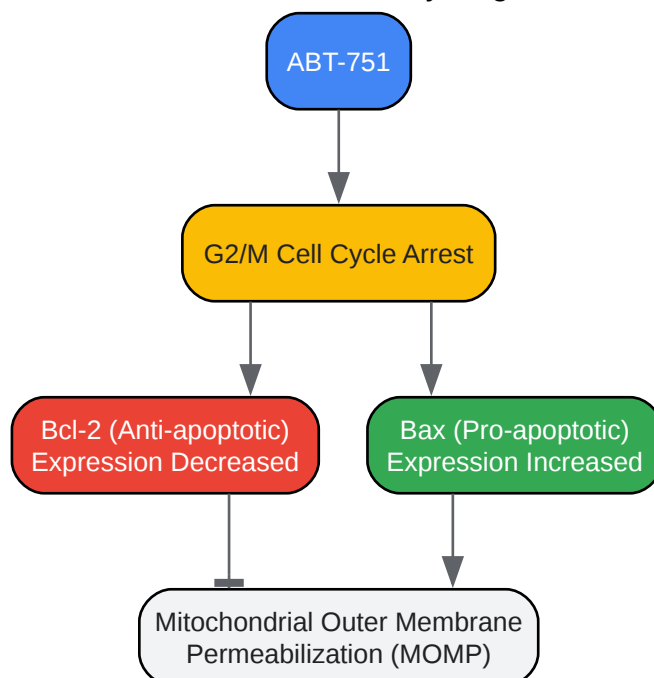 ABT-751
G2/M Cell Cycle Arrest
Bcl-2 (Anti-apoptotic)
Expression Decreased
Bax (Pro-apoptotic)
Expression Increased
Mitochondrial Outer Membrane
Permeabilization (MOMP)